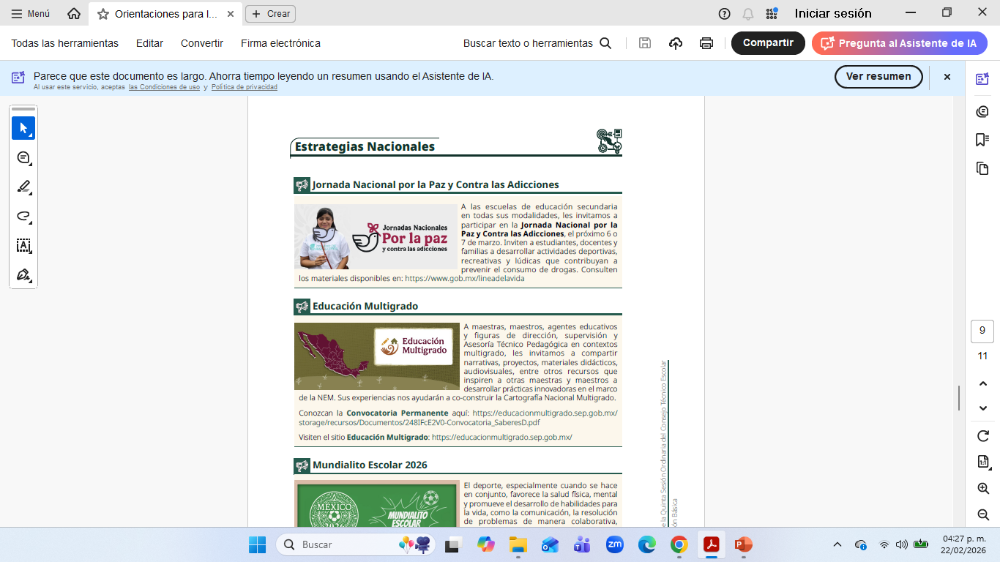 Menú
Orientaciones para l...
Crear
Iniciar sesión
Todas las herramientas
Editar
Convertir
Firma electrónica
Buscar texto o herramientas
Compartir
Pregunta al Asistente de IA
Parece que este documento es largo. Ahorra tiempo leyendo un resumen usando el Asistente de IA.
Al usar este servicio, aceptas las Condiciones de uso y Política de privacidad
Ver resumen
Estrategias Nacionales
Jornada Nacional por la Paz y Contra las Adicciones
Jornadas Nacionales
Por la paz
y contra las adicciones
A las escuelas de educación secundaria
en todas sus modalidades, les invitamos a
participar en la Jornada Nacional por la
Paz y Contra las Adicciones, el próximo 6 o
7 de marzo. Inviten a estudiantes, docentes y
familias a desarrollar actividades deportivas,
recreativas y lúdicas que contribuyan a
prevenir el consumo de drogas. Consulten
los materiales disponibles en: https://www.gob.mx/lineadelavida
Educación Multigrado
Educación
Multigrado
A maestras, maestros, agentes educativos
y figuras de dirección, supervisión y
Asesoría Técnico Pedagógica en contextos
multigrado, les invitamos a compartir
narrativas, proyectos, materiales didácticos,
audiovisuales, entre otros recursos que
inspiren a otras maestras y maestros a
desarrollar prácticas innovadoras en el marco
de la NEM. Sus experiencias nos ayudarán a co-construir la Cartografía Nacional Multigrado.
Conozcan la Convocatoria Permanente aquí: https://educacionmultigrado.sep.gob.mx/
storage/recursos/Documentos/248IFcE2V0-Convocatoria_SaberesD.pdf
Visiten el sitio Educación Multigrado: https://educacionmultigrado.sep.gob.mx/
Mundialito Escolar 2026
MÉXICO
2026
MUNDIALITO
ESCOLAR
El deporte, especialmente cuando se hace
en conjunto, favorece la salud física, mental
y promueve el desarrollo de habilidades para
la vida, como la comunicación, la resolución
de problemas de manera colaborativa,
e la Quinta Sesión Ordinaria del Consejo Técnico Escolar
ón Básica
9
11
1:1
Buscar
zm
04:27 p. m.
22/02/2026